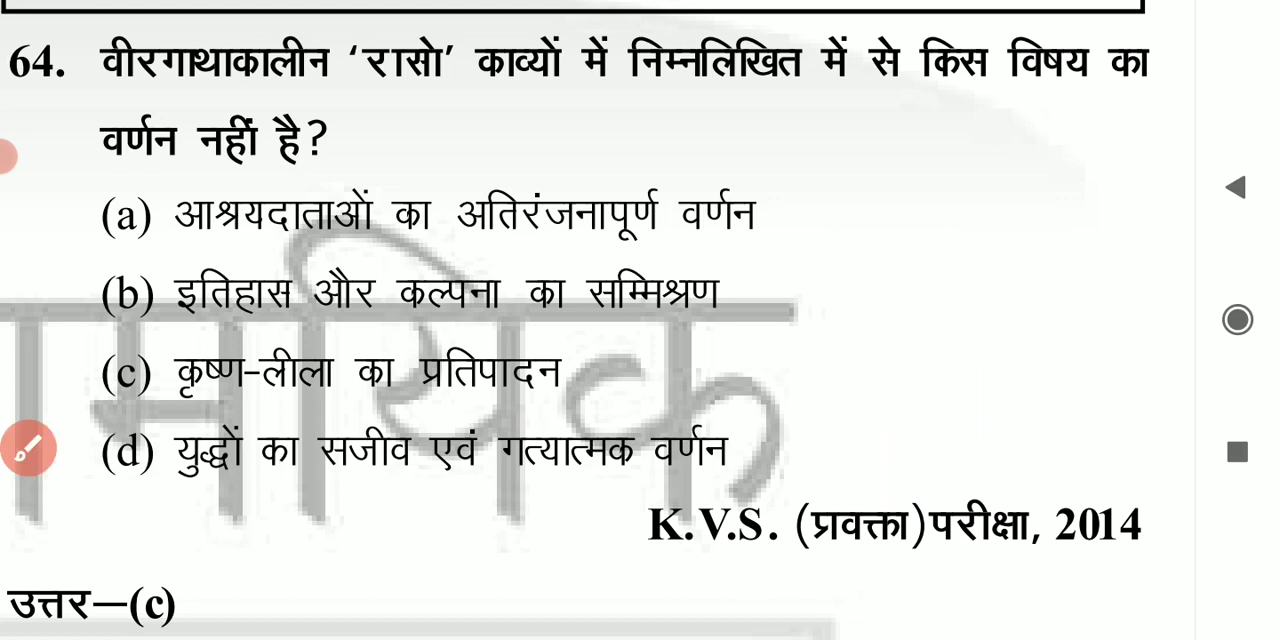 64. वीरगाथाकालीन ‘रासो’ काव्यों में निम्नलिखित में से किस विषय का
वर्णन नहीं है?
(a) आश्रयदाताओं का अतिरंजनापूर्ण वर्णन
(b) इतिहास और कल्पना का सम्मिश्रण
(c) कृष्ण-लीला का प्रतिपादन
(d) युद्धों का सजीव एवं गत्यात्मक वर्णन
K.V.S. (प्रवक्ता) परीक्षा, 2014
उत्तर—(c)